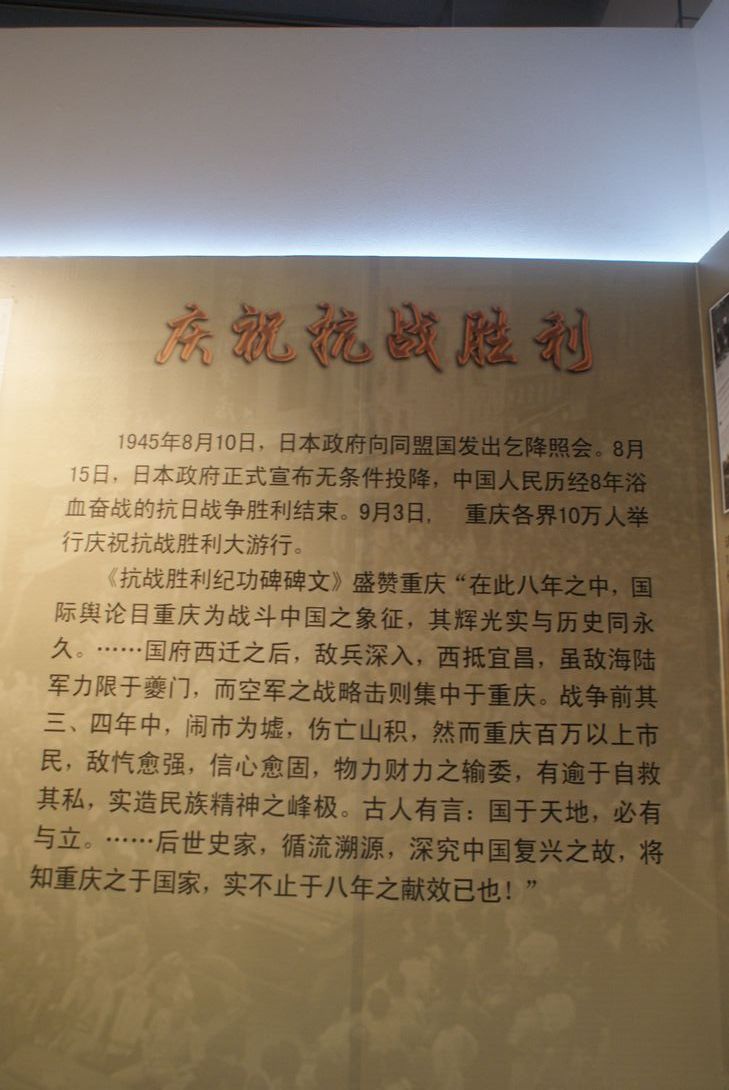 庆祝抗战胜利
1945年8月10日，日本政府向同盟国发出乞降照会。8月
15日，日本政府正式宣布无条件投降，中国人民历经8年浴
血奋战的抗日战争胜利结束。9月3日， 重庆各界10万人举
行庆祝抗战胜利大游行。
《抗战胜利纪功碑碑文》盛赞重庆“在此八年之中，国
际舆论目重庆为战斗中国之象征，其辉光实与历史同永
久。……国府西迁之后，敌兵深入，西抵宜昌，虽敌海陆
军力限于夔门，而空军之战略击则集中于重庆。战争前其
三、四年中，闹市为墟，伤亡山积，然而重庆百万以上市
民，敌忾愈强，信心愈固，物力财力之输委，有逾于自救
其私，实造民族精神之峰极。古人有言：国于天地，必有
与立。……后世史家，循流溯源，深究中国复兴之故，将
知重庆之于国家，实不止于八年之献效已也！”